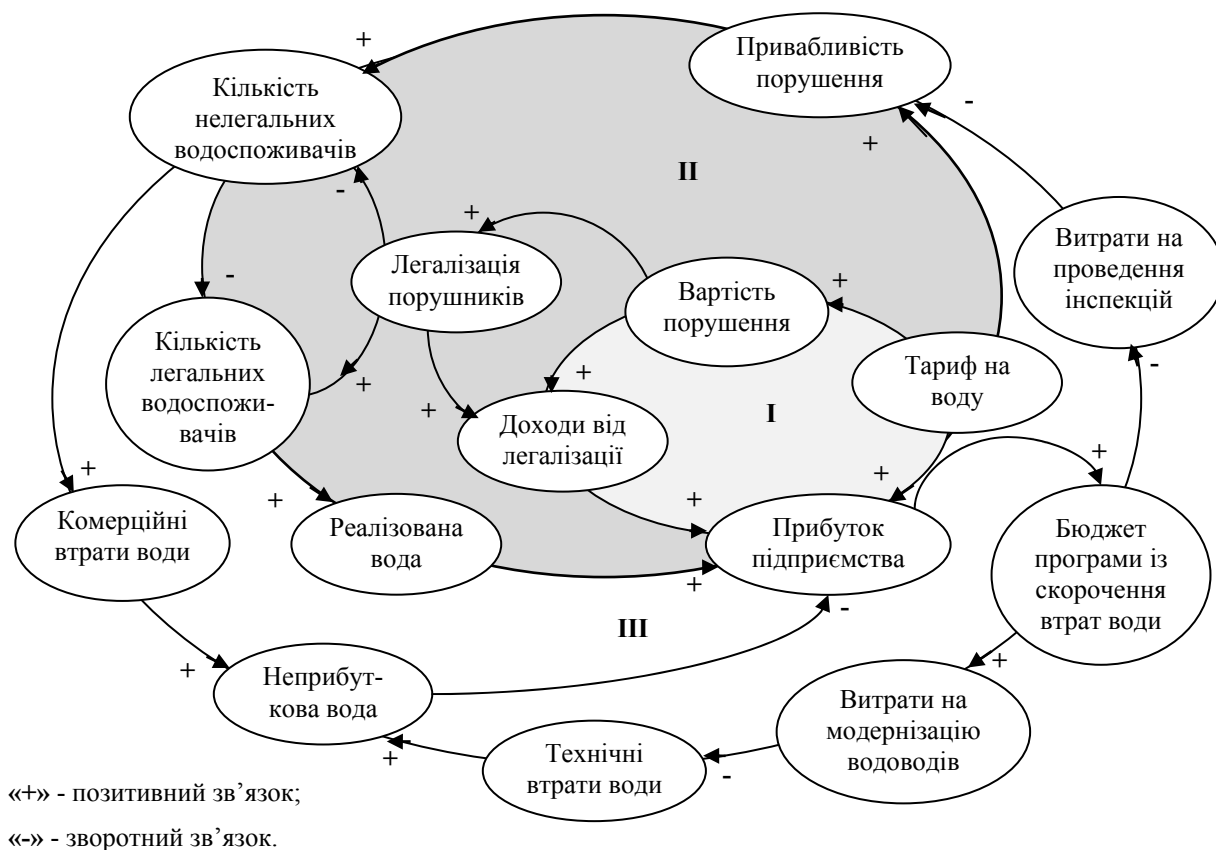 +
Привабливість
порушення
Кількість
нелегальних
водоспоживачів
-
+
II
-
+
Легалізація
порушників
Вартість
порушення
+
Витрати на
проведення
інспекцій
-
Кількість
легальних
водоспожи-
вачів
+
+
+
I
Тариф на
воду
-
Доходи від
легалізації
+
+
+
+
+
Комерційні
втрати води
Реалізована
вода
Прибуток
підприємства
Бюджет
програми із
скорочення
втрат води
+
-
III
+
+
Неприбут-
кова вода
Витрати на
модернізацію
водоводів
+
Технічні
втрати води
-
«+» - позитивний зв’язок;
«-» - зворотний зв’язок.